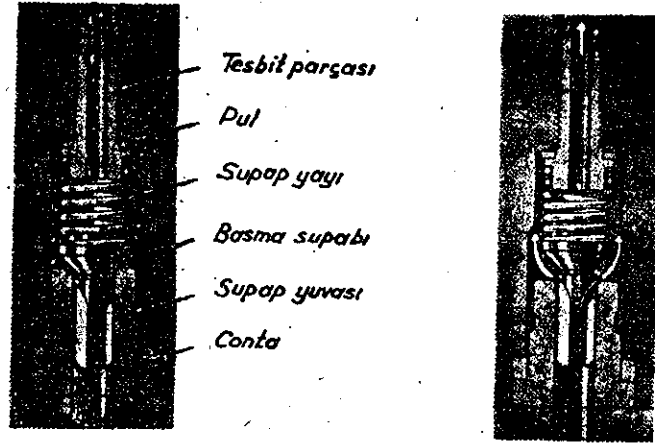 Tesbit parçası
Pul
Supap yayı
Basma supabı
Supap yuvası
Conta